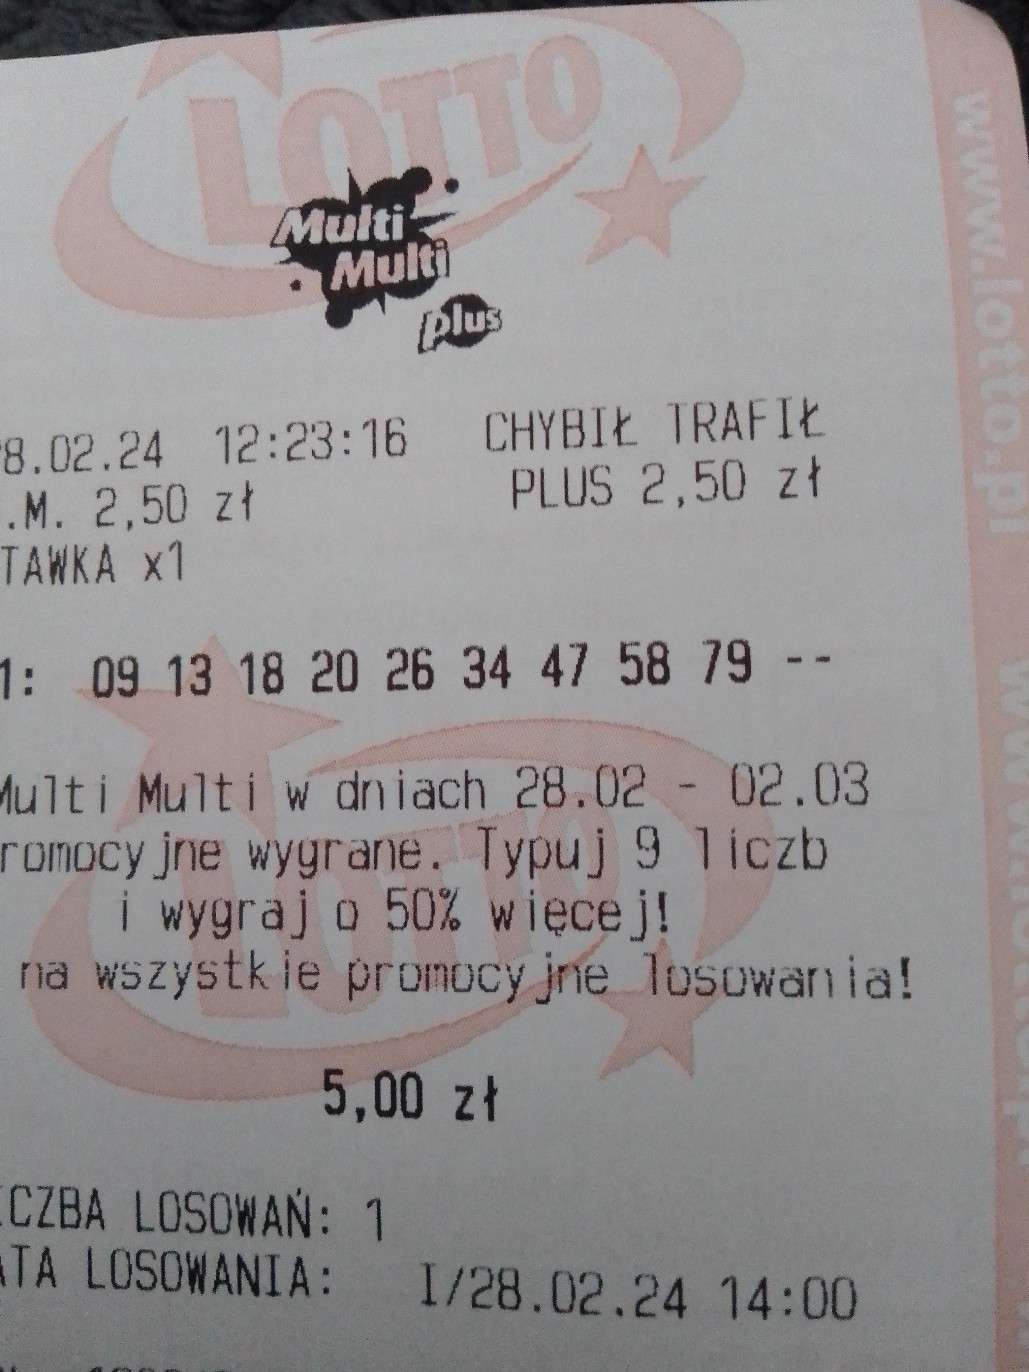 LOTTO
Multi
Multi
plus
www.lotto.pl
8.02.24 12:23:16 CHYBIŁ TRAFIŁ
.M. 2,50 zł PLUS 2,50 zł
TAWKA x1
1: 09 13 18 20 26 34 47 58 79 --
Multi Multi w dniach 28.02 - 02.03
romocyjne wygrane. Typuj 9 liczb
i wygraj o 50% więcej!
na wszystkie promocyjne losowania!
LOTTO
5,00 zł
ICZBA LOSOWAŃ: 1
ATA LOSOWANIA: I/28.02.24 14:00